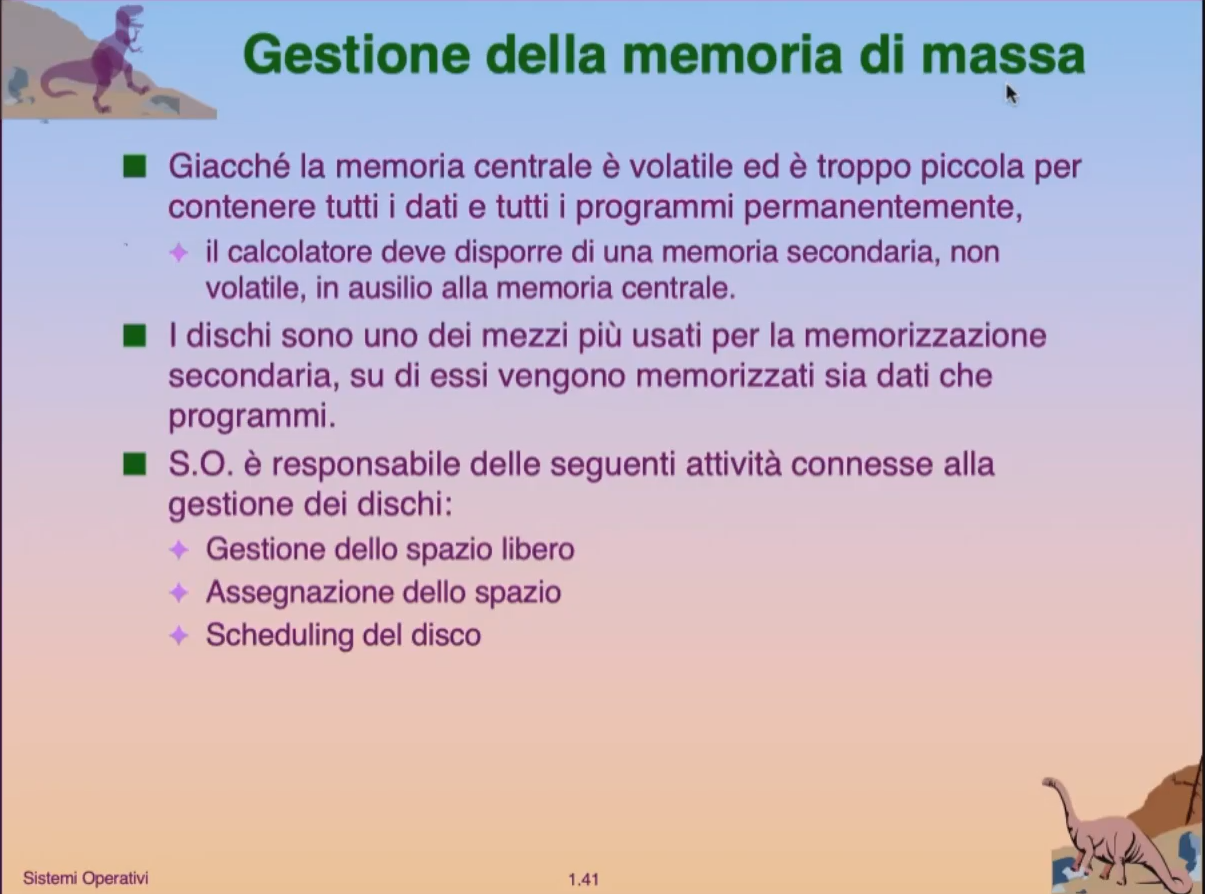 Gestione della memoria di massa
Giacché la memoria centrale è volatile ed è troppo piccola per
contenere tutti i dati e tutti i programmi permanentemente,
il calcolatore deve disporre di una memoria secondaria, non
volatile, in ausilio alla memoria centrale.
I dischi sono uno dei mezzi più usati per la memorizzazione
secondaria, su di essi vengono memorizzati sia dati che
programmi.
S.O. è responsabile delle seguenti attività connesse alla
gestione dei dischi:
Gestione dello spazio libero
Assegnazione dello spazio
Scheduling del disco
Sistemi Operativi
1.41